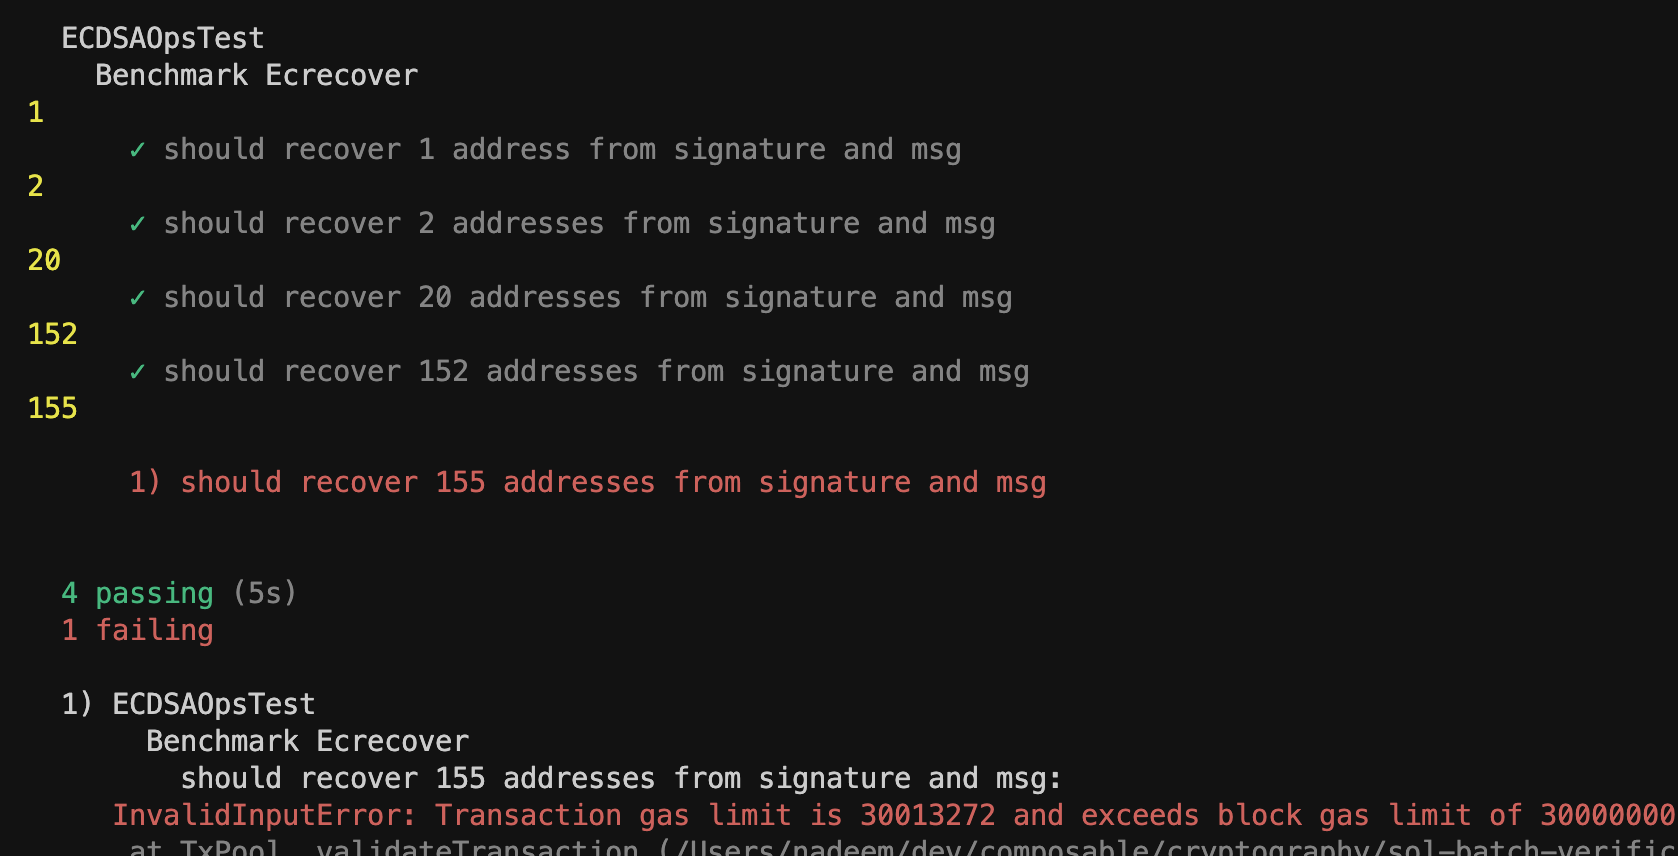 ECDSAOpsTest
Benchmark Ecrecover
1
✓ should recover 1 address from signature and msg
2
✓ should recover 2 addresses from signature and msg
20
✓ should recover 20 addresses from signature and msg
152
✓ should recover 152 addresses from signature and msg
155
1) should recover 155 addresses from signature and msg
4 passing (5s)
1 failing
1) ECDSAOpsTest
Benchmark Ecrecover
should recover 155 addresses from signature and msg:
InvalidInputError: Transaction gas limit is 30013272 and exceeds block gas limit of 30000000
at TxPool._validateTransaction (/Users/nadeem/dev/composable/cryptography/sol-batch-verific